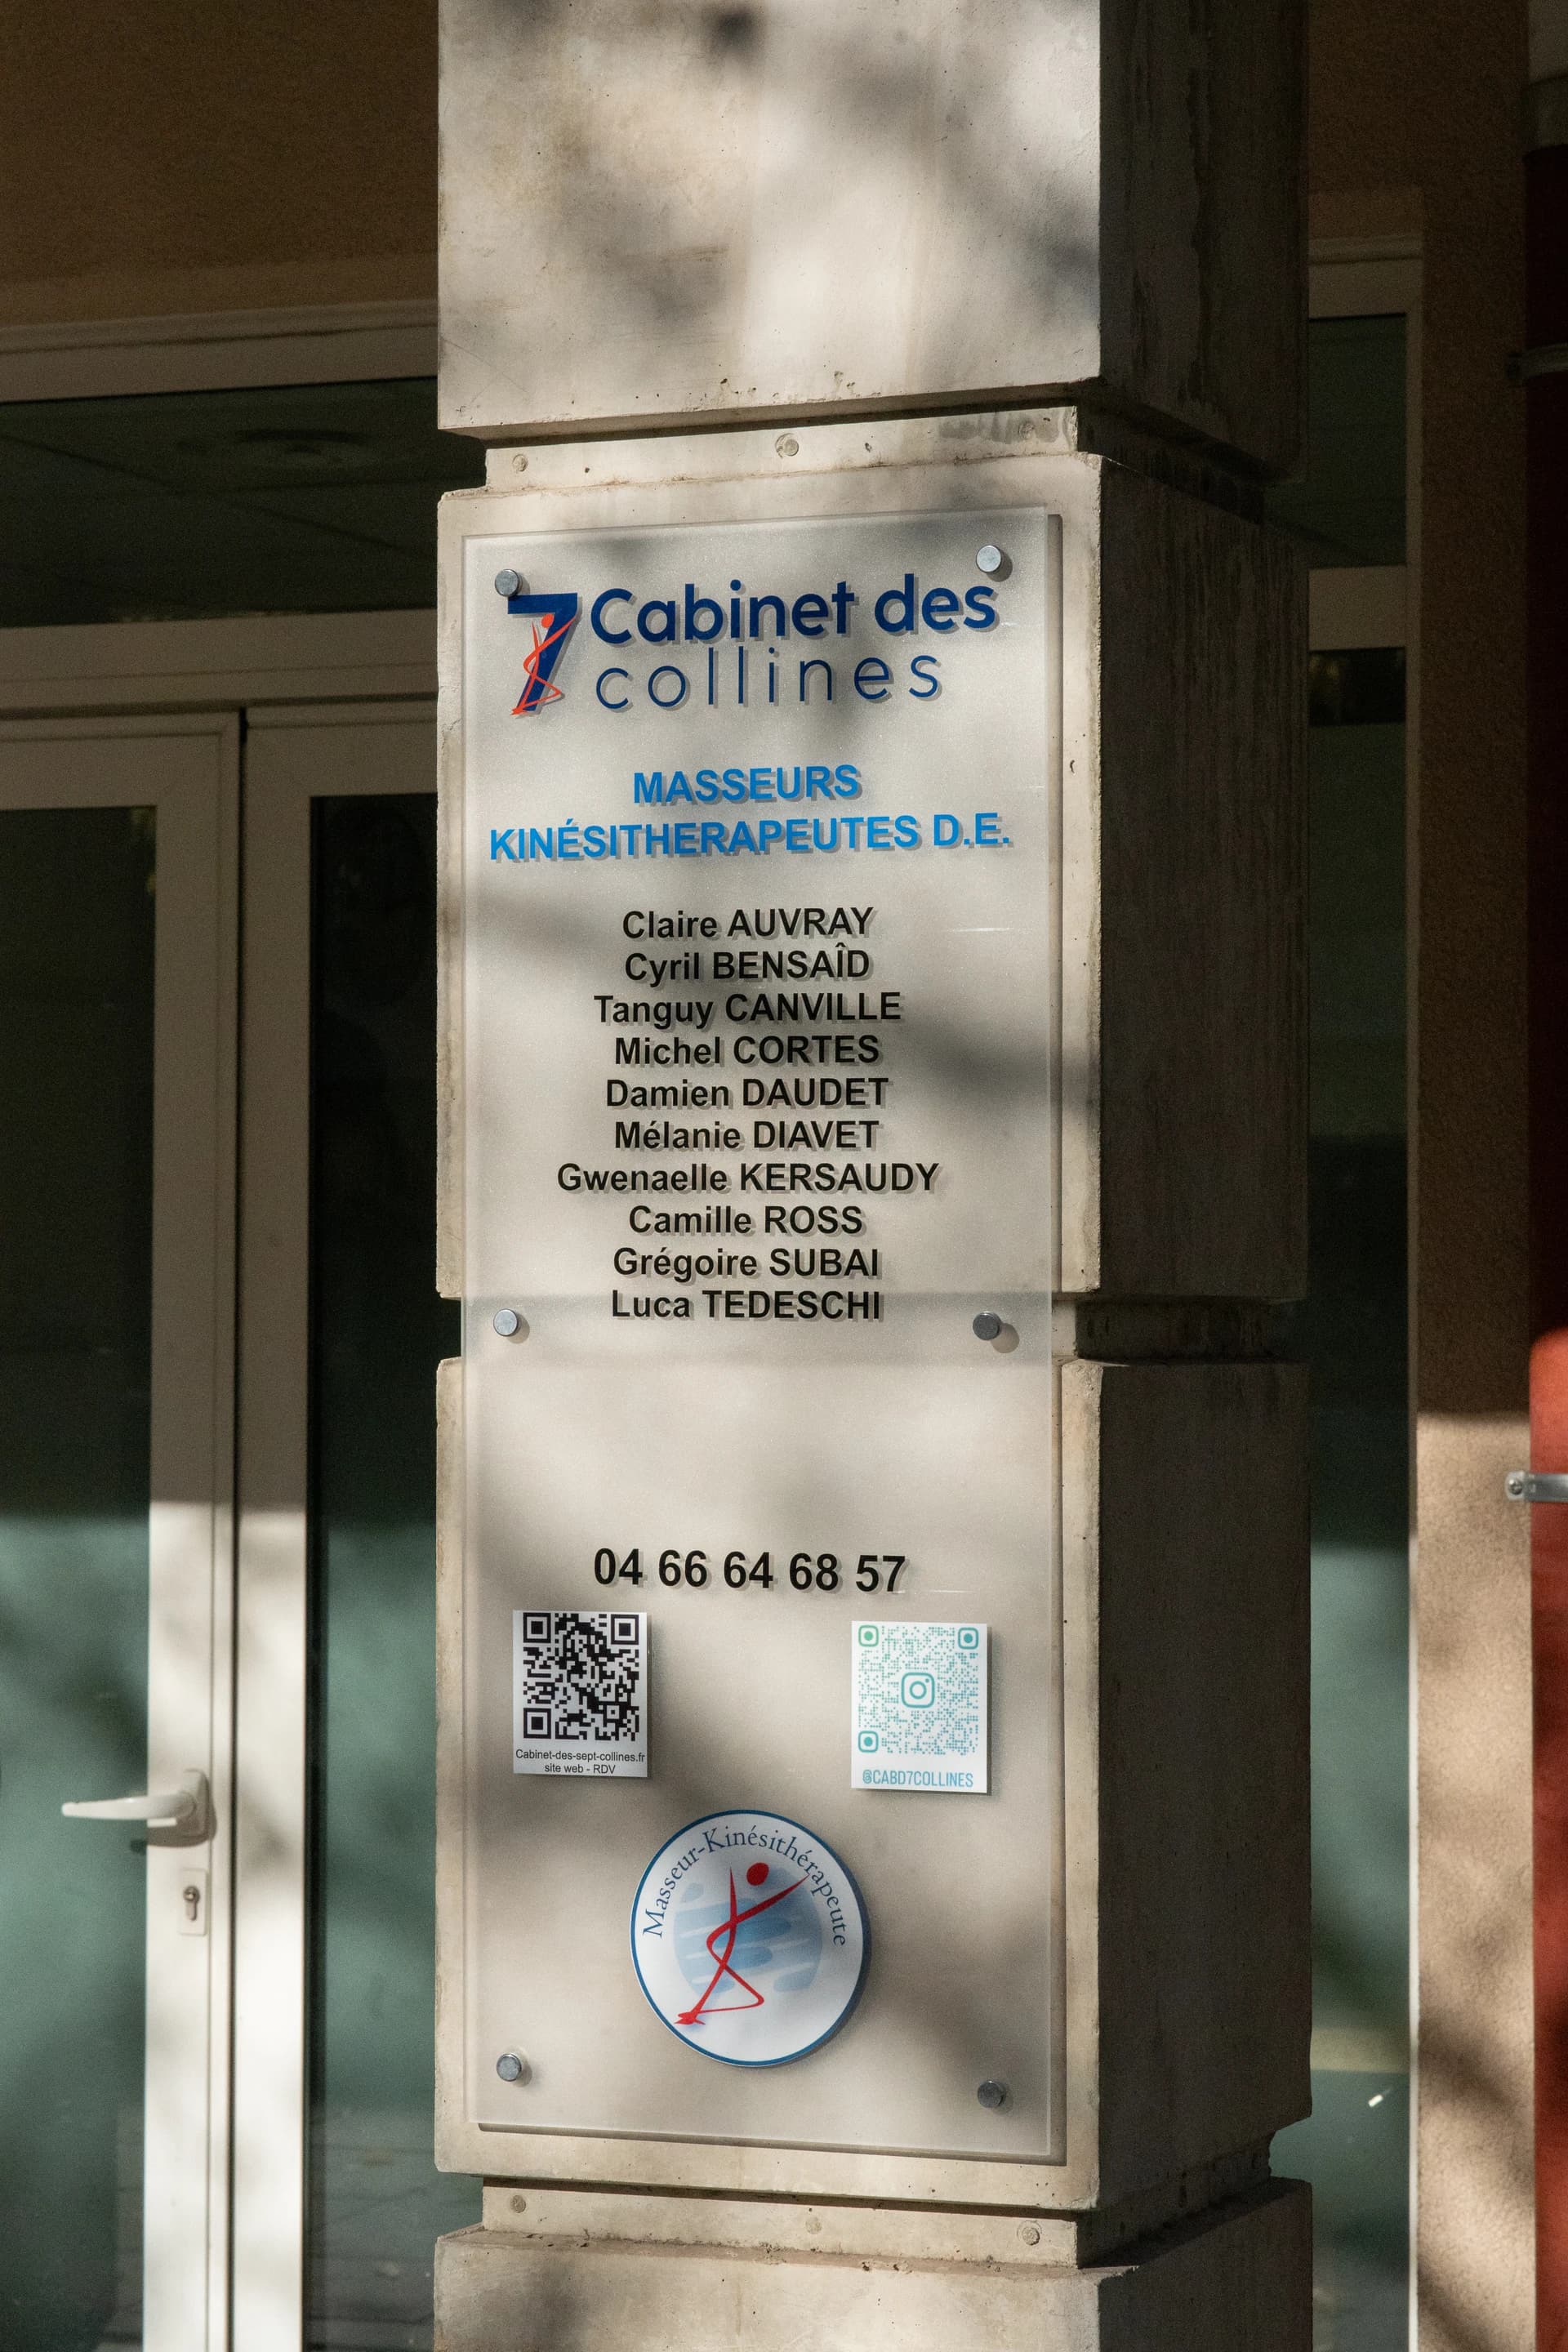 7 Cabinet des
collines
MASSEURS
KINÉSITHERAPEUTES D.E.
Claire AUVRAY
Cyril BENSAÎD
Tanguy CANVILLE
Michel CORTES
Damien DAUDET
Mélanie DIAVET
Gwenaelle KERSAUDY
Camille ROSS
Grégoire SUBAI
Luca TEDESCHI
04 66 64 68 57
Cabinet-des-sept-collines.fr
site web - RDV
@CABD7COLLINES
Masseur-Kinésithérapeute